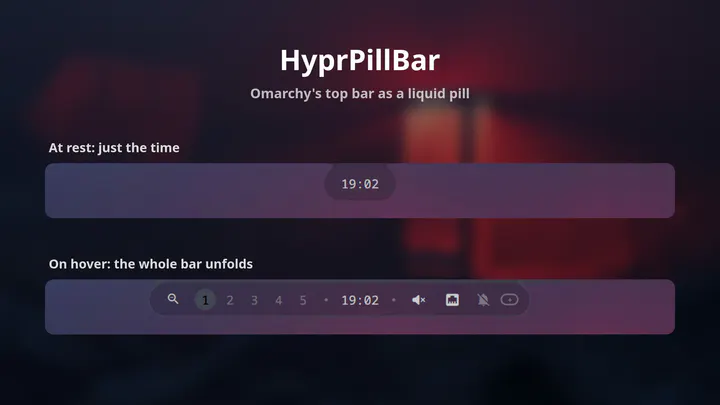 HyprPillBar
Omarchy's top bar as a liquid pill
At rest: just the time
19:02
On hover: the whole bar unfolds
1 2 3 4 5 • 19:02 •